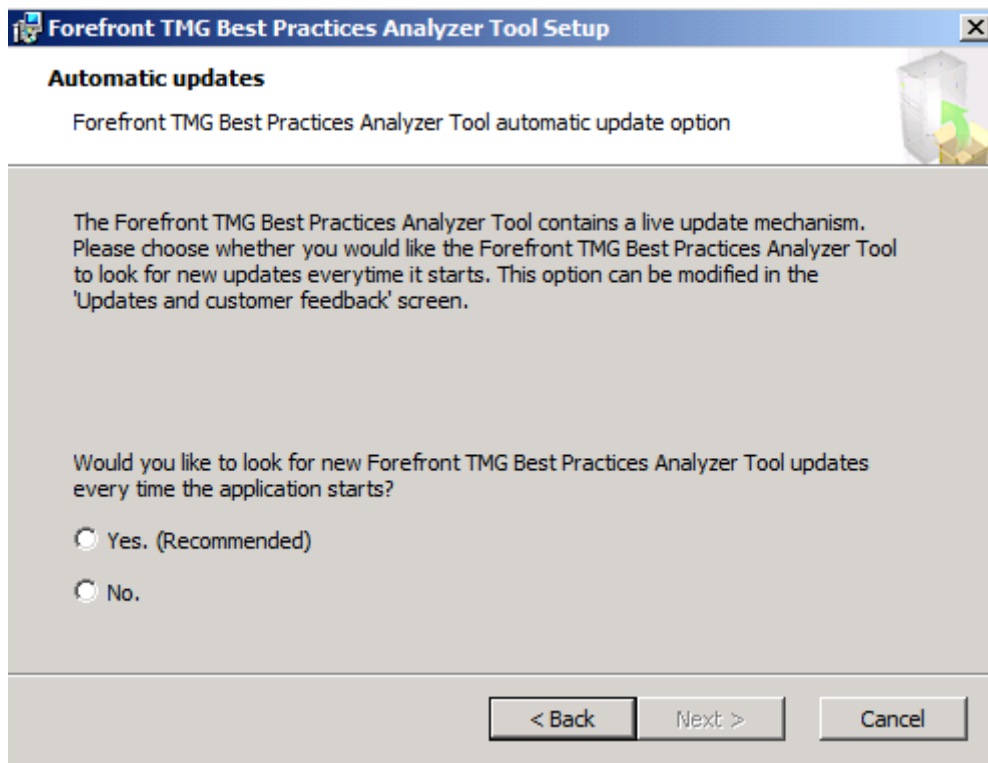 Forefront TMG Best Practices Analyzer Tool Setup
Automatic updates
Forefront TMG Best Practices Analyzer Tool automatic update option
The Forefront TMG Best Practices Analyzer Tool contains a live update mechanism.
Please choose whether you would like the Forefront TMG Best Practices Analyzer Tool
to look for new updates everytime it starts. This option can be modified in the
'Updates and customer feedback' screen.
Would you like to look for new Forefront TMG Best Practices Analyzer Tool updates
every time the application starts?
Yes. (Recommended)
No.
< Back Next > Cancel